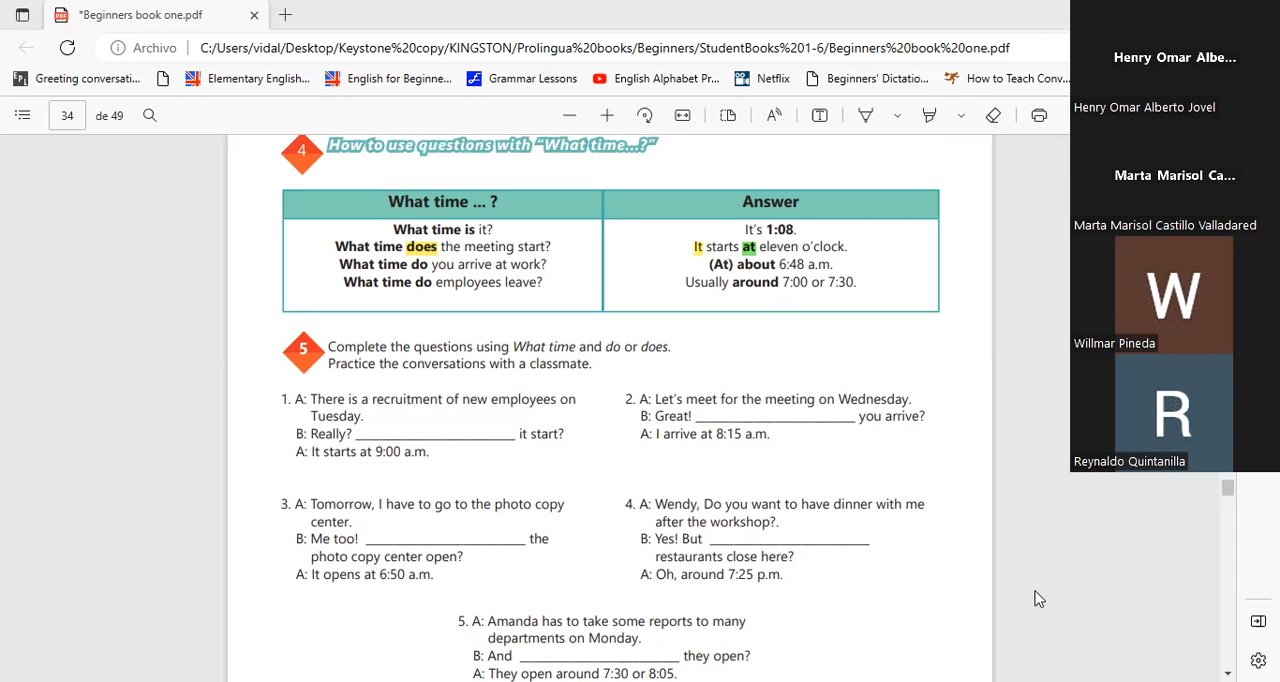 *Beginners book one.pdf
Archivo
C:/Users/vidal/Desktop/Keystone%20copy/KINGSTON/Prolingua%20books/Beginners/StudentBooks%201-6/Beginners%20book%20one.pdf
Greeting conversati...
Elementary English...
English for Beginne...
Grammar Lessons
English Alphabet Pr...
Netflix
Beginners' Dictatio...
How to Teach Conv...
34
de 49
4
How to use questions with "What time...?"
What time ... ?
Answer
What time is it?
It's 1:08.
What time does the meeting start?
It starts at eleven o'clock.
What time do you arrive at work?
(At) about 6:48 a.m.
What time do employees leave?
Usually around 7:00 or 7:30.
5
Complete the questions using What time and do or does.
Practice the conversations with a classmate.
1. A: There is a recruitment of new employees on
Tuesday.
B: Really? ______________________ it start?
A: It starts at 9:00 a.m.
2. A: Let's meet for the meeting on Wednesday.
B: Great! ______________________ you arrive?
A: I arrive at 8:15 a.m.
3. A: Tomorrow, I have to go to the photo copy
center.
B: Me too! ______________________ the
photo copy center open?
A: It opens at 6:50 a.m.
4. A: Wendy, Do you want to have dinner with me
after the workshop?.
B: Yes! But ______________________
restaurants close here?
A: Oh, around 7:25 p.m.
5. A: Amanda has to take some reports to many
departments on Monday.
B: And ______________________ they open?
A: They open around 7:30 or 8:05.
Henry Omar Albe...
Henry Omar Alberto Jovel
Marta Marisol Ca...
Marta Marisol Castillo Valladared
W
Willmar Pineda
R
Reynaldo Quintanilla